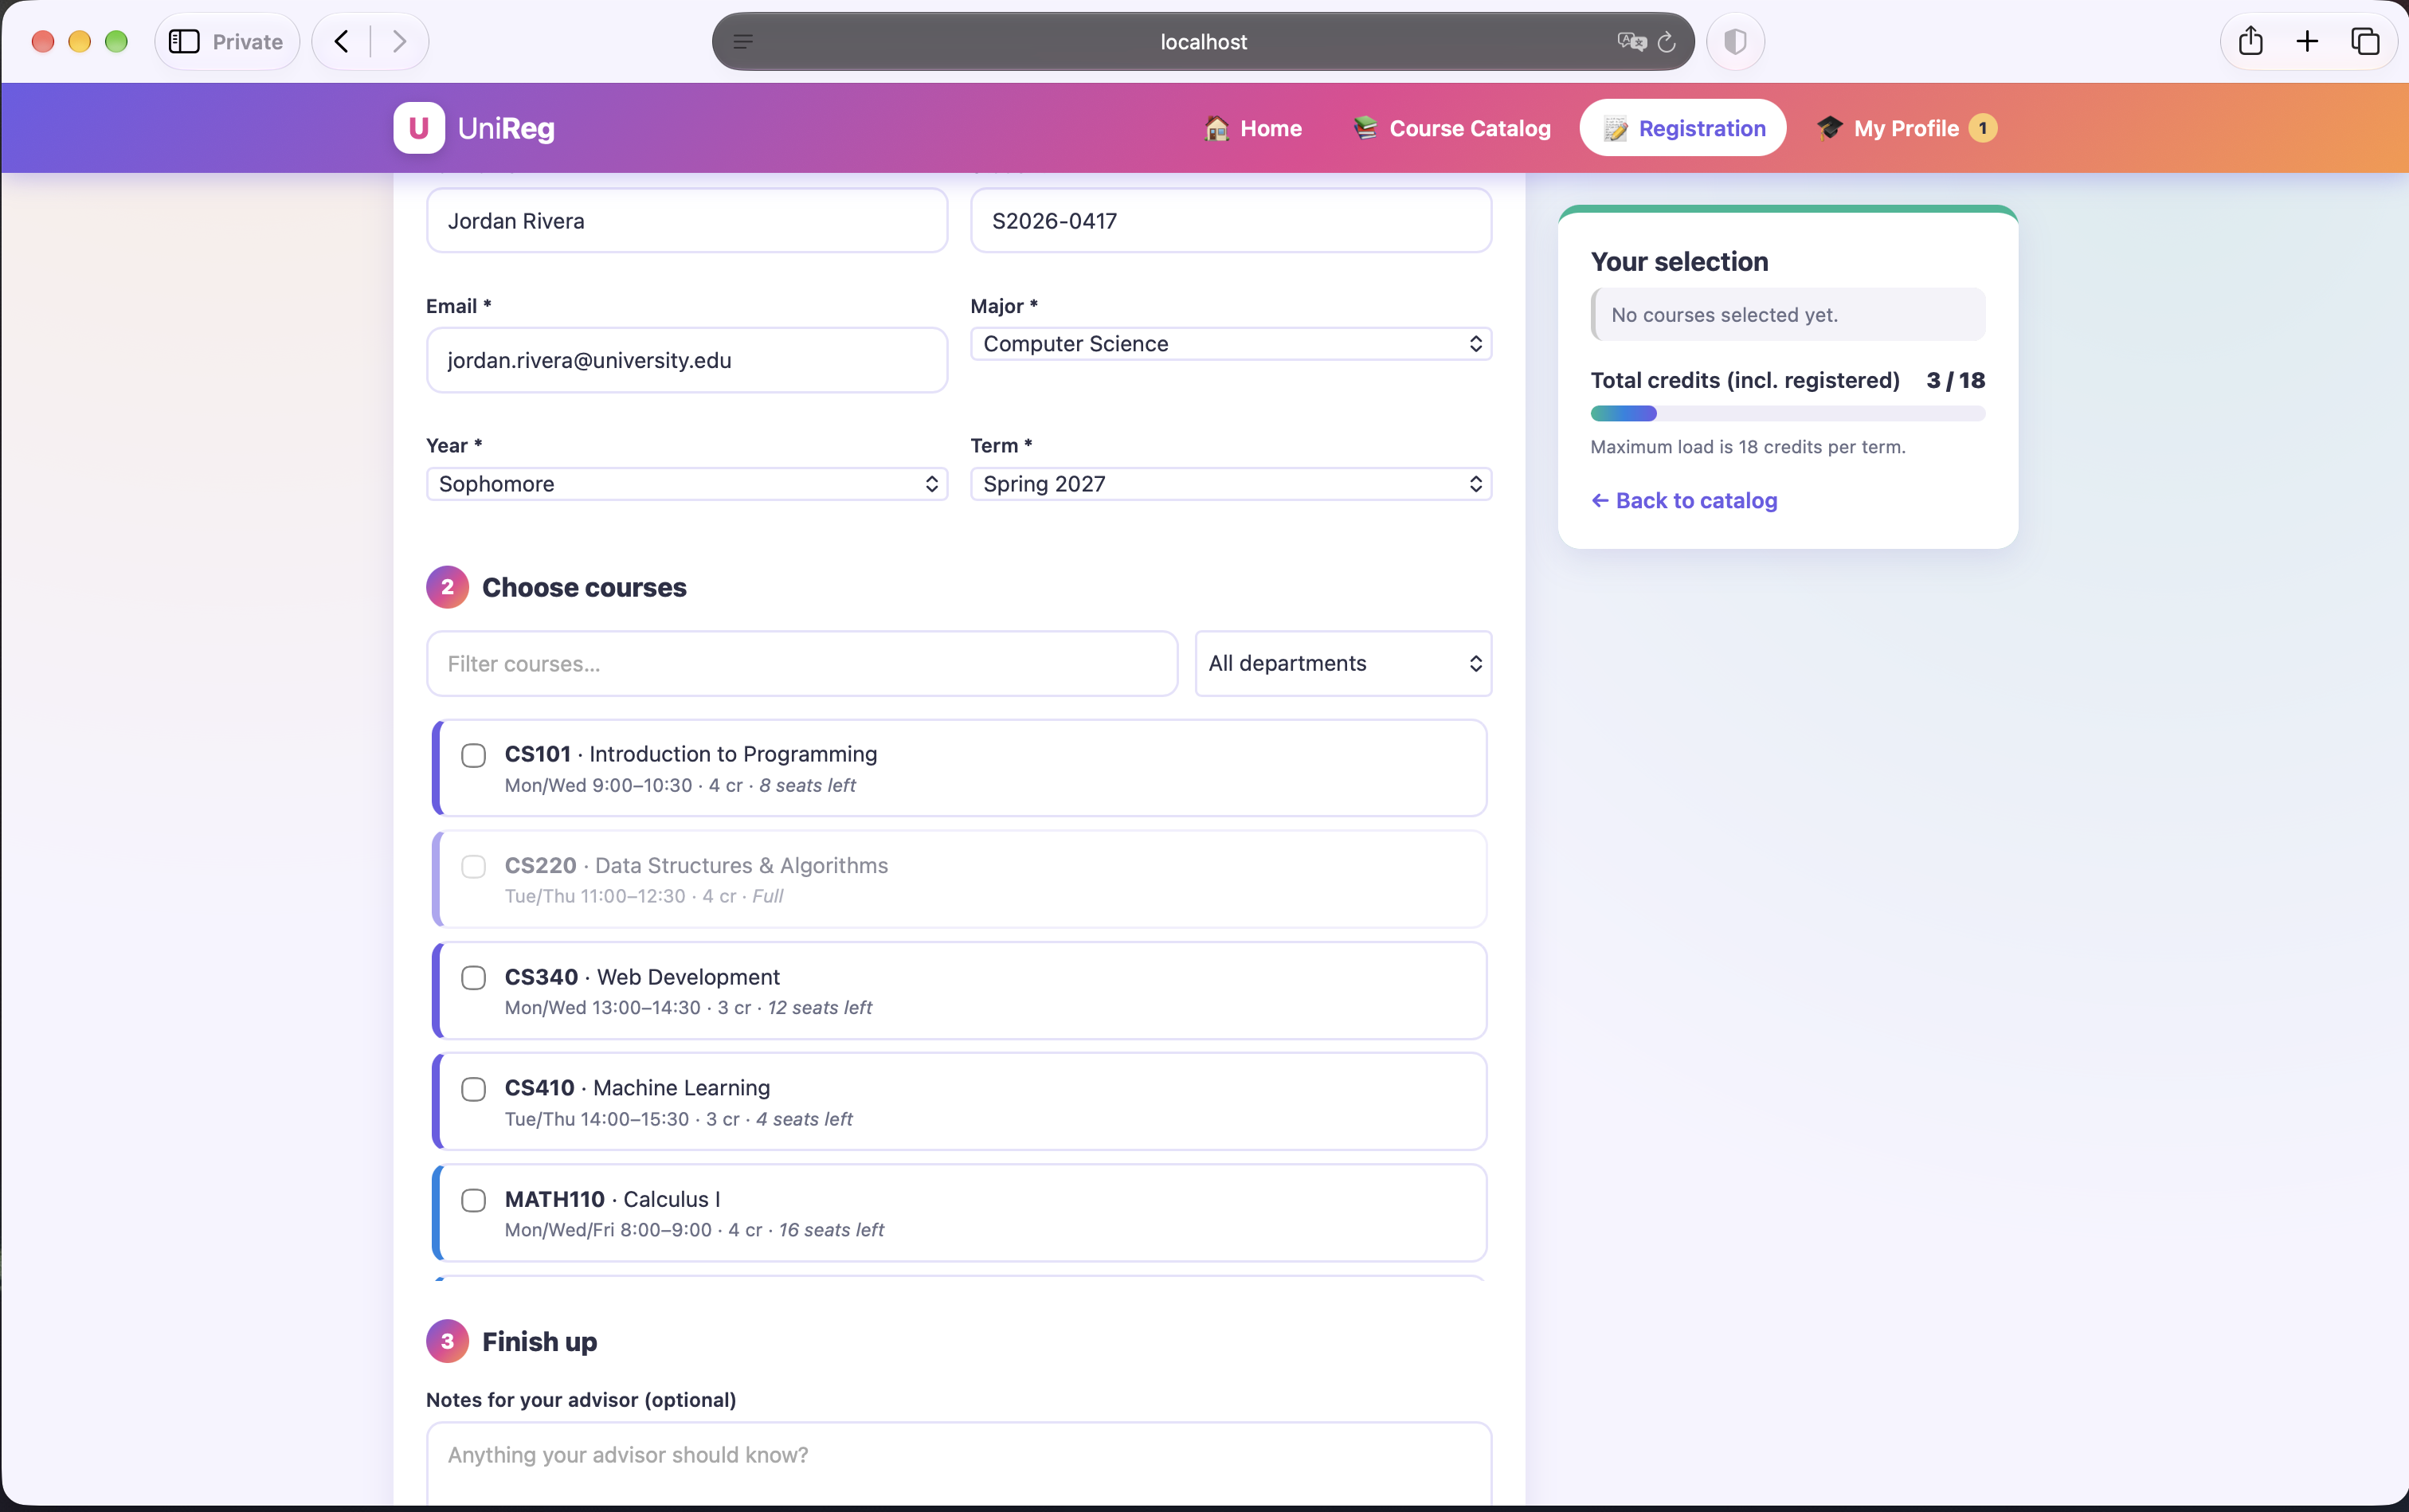 Private
localhost
U UniReg
🏠 Home 📚 Course Catalog 📝 Registration 🎓 My Profile 1
Jordan Rivera
S2026-0417
Email *
Major *
jordan.rivera@university.edu
Computer Science
Year *
Term *
Sophomore
Spring 2027
2 Choose courses
Filter courses...
All departments
CS101 · Introduction to Programming
Mon/Wed 9:00–10:30 · 4 cr · 8 seats left
CS220 · Data Structures & Algorithms
Tue/Thu 11:00–12:30 · 4 cr · Full
CS340 · Web Development
Mon/Wed 13:00–14:30 · 3 cr · 12 seats left
CS410 · Machine Learning
Tue/Thu 14:00–15:30 · 3 cr · 4 seats left
MATH110 · Calculus I
Mon/Wed/Fri 8:00–9:00 · 4 cr · 16 seats left
3 Finish up
Notes for your advisor (optional)
Anything your advisor should know?
Your selection
No courses selected yet.
Total credits (incl. registered) 3 / 18
Maximum load is 18 credits per term.
← Back to catalog